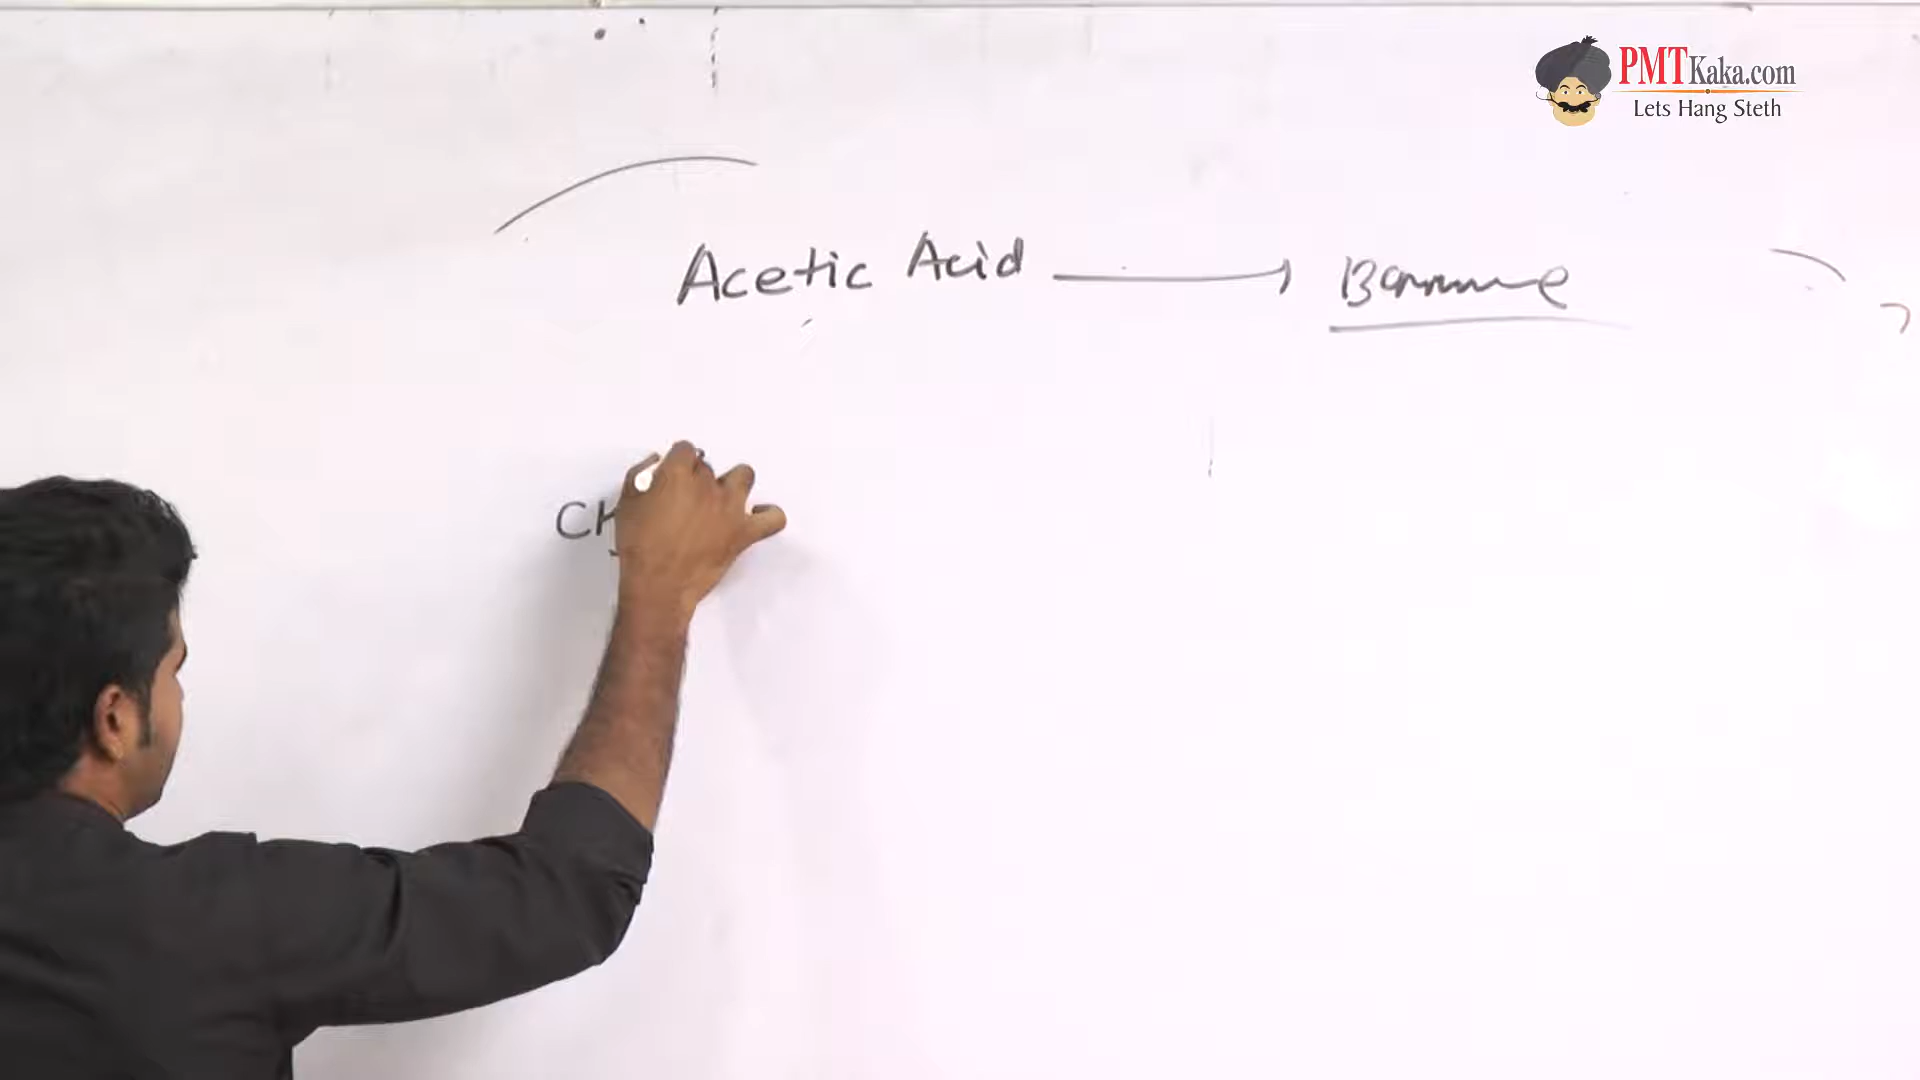 PMTKaka.com
Lets Hang Steth
Acetic Acid →
CH